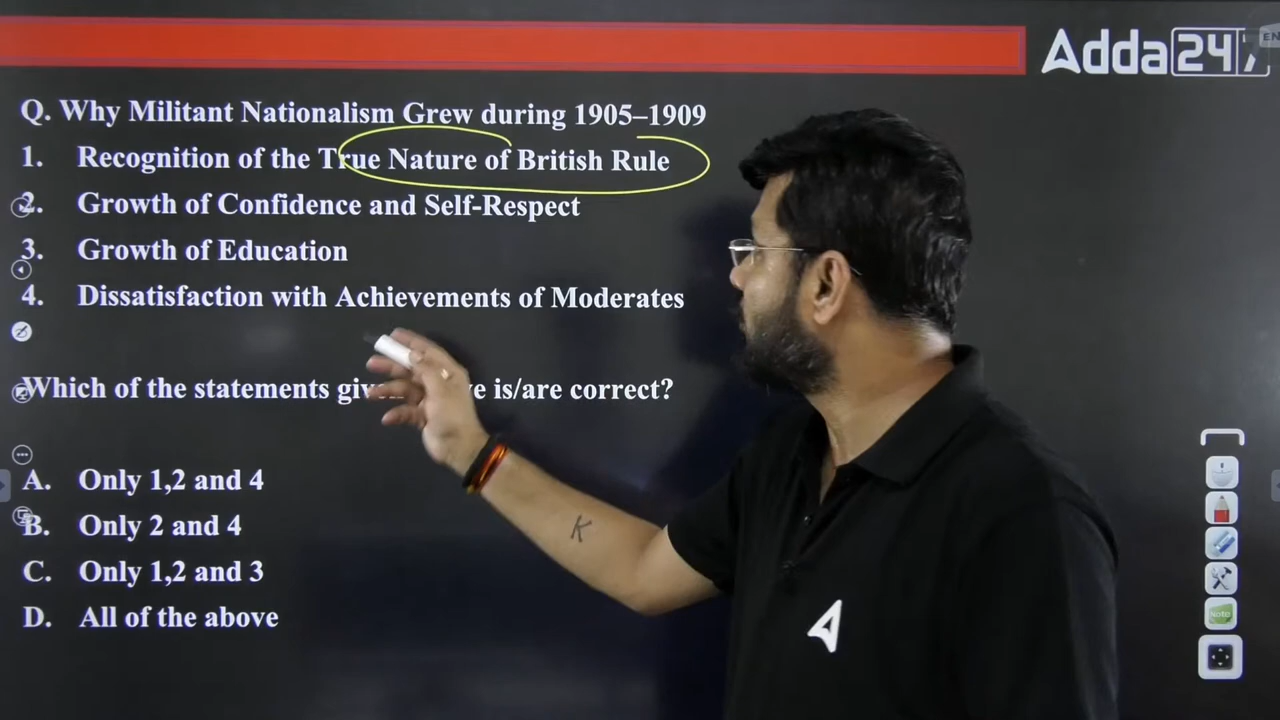 Adda247
EN
Q. Why Militant Nationalism Grew during 1905–1909
1. Recognition of the True Nature of British Rule
2. Growth of Confidence and Self-Respect
3. Growth of Education
4. Dissatisfaction with Achievements of Moderates
Which of the statements is/are correct?
A. Only 1,2 and 4
B. Only 2 and 4
C. Only 1,2 and 3
D. All of the above
K
Note